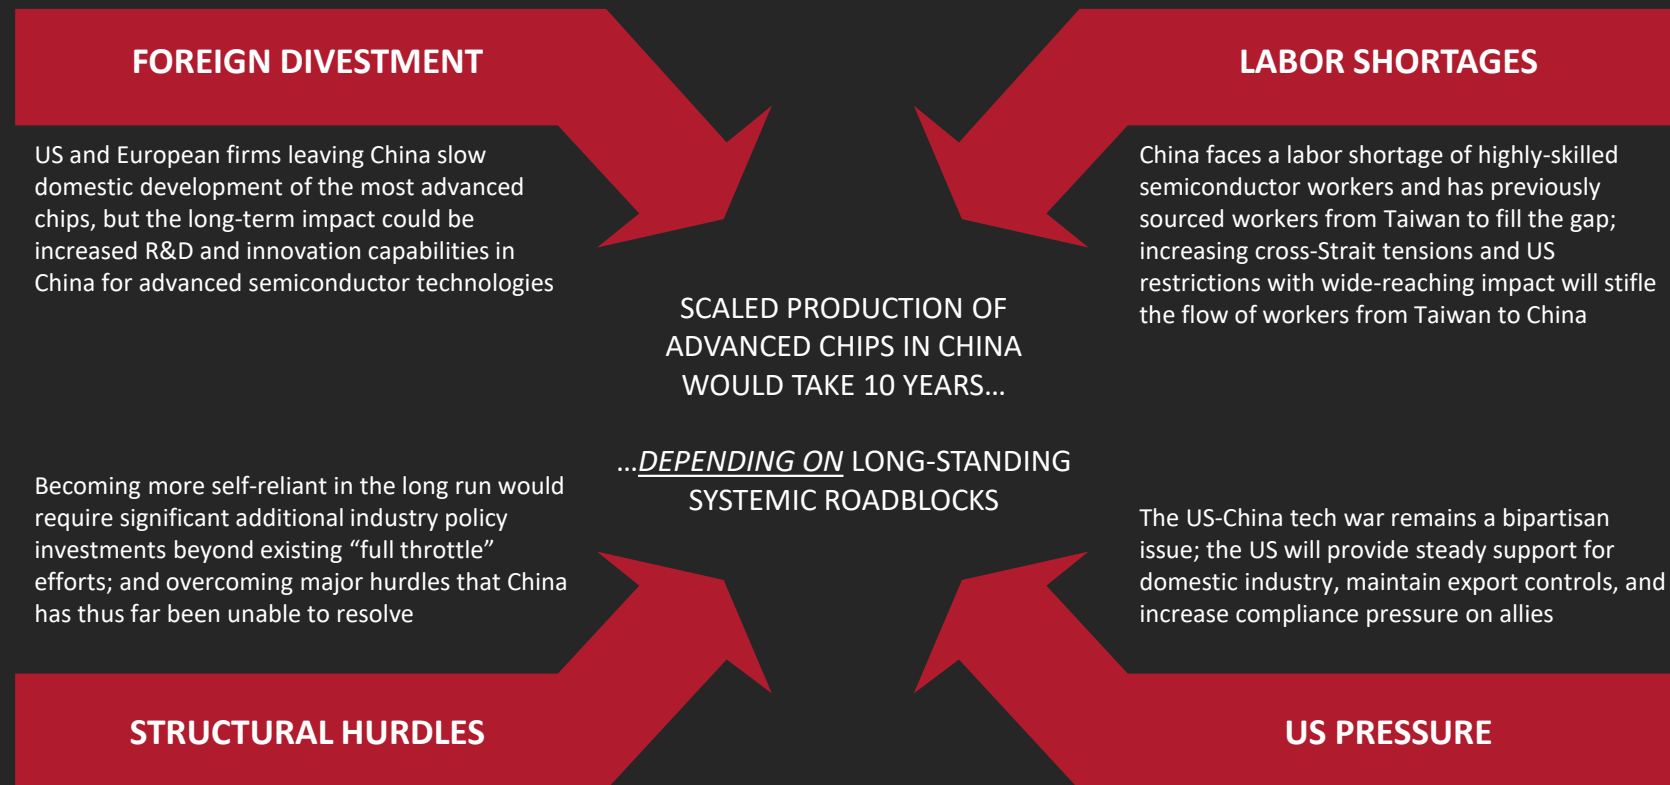 FOREIGN DIVESTMENT
US and European firms leaving China slow
domestic development of the most advanced
chips, but the long-term impact could be
increased R&D and innovation capabilities in
China for advanced semiconductor technologies
LABOR SHORTAGES
China faces a labor shortage of highly-skilled
semiconductor workers and has previously
sourced workers from Taiwan to fill the gap;
increasing cross-Strait tensions and US
restrictions with wide-reaching impact will stifle
the flow of workers from Taiwan to China
SCALED PRODUCTION OF
ADVANCED CHIPS IN CHINA
WOULD TAKE 10 YEARS…
…DEPENDING ON LONG-STANDING
SYSTEMIC ROADBLOCKS
Becoming more self-reliant in the long run would
require significant additional industry policy
investments beyond existing “full throttle”
efforts; and overcoming major hurdles that China
has thus far been unable to resolve
STRUCTURAL HURDLES
The US-China tech war remains a bipartisan
issue; the US will provide steady support for
domestic industry, maintain export controls, and
increase compliance pressure on allies
US PRESSURE